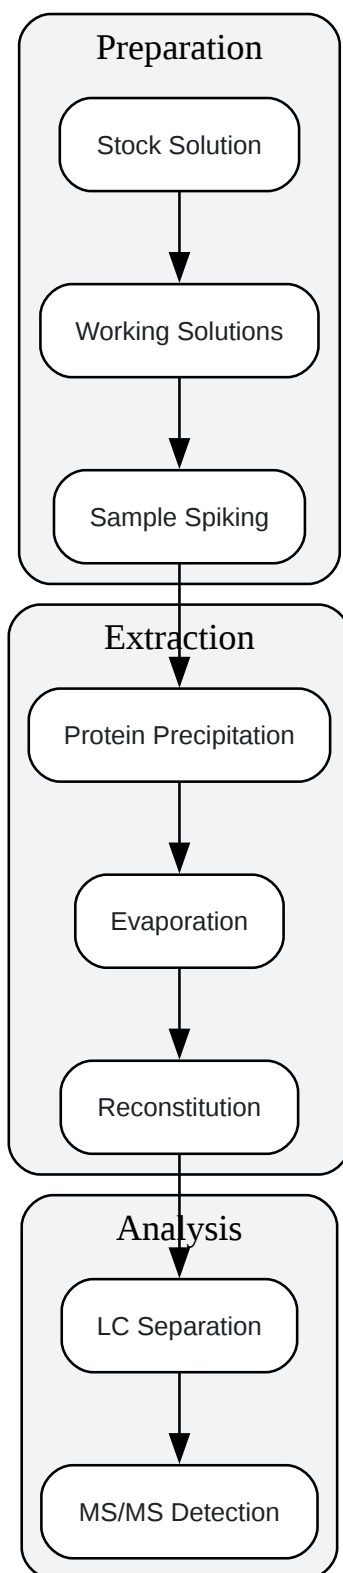 Preparation
Stock Solution
Working Solutions
Sample Spiking
Extraction
Protein Precipitation
Evaporation
Reconstitution
Analysis
LC Separation
MS/MS Detection